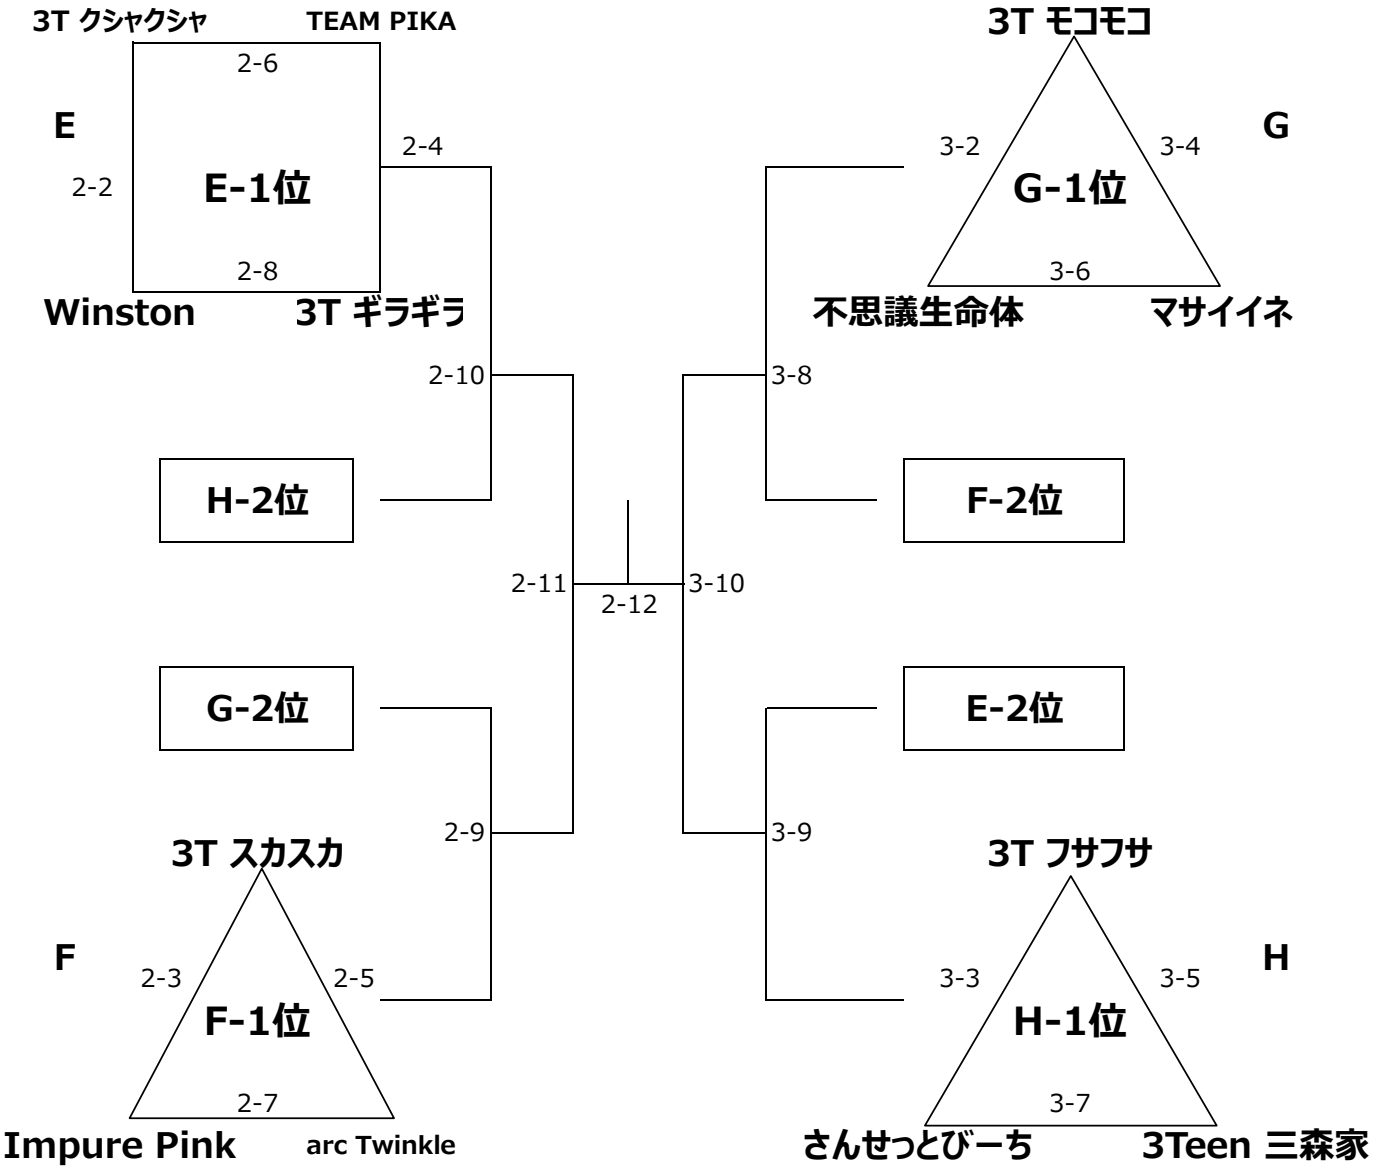 3T クシャクシャ
TEAM PIKA
3T モコモコ
2-6
E
2-4
3-2
3-4
G
2-2
E-1位
G-1位
2-8
3-6
Winston
3T ギラギラ
不思議生命体
マサイイネ
2-10
3-8
H-2位
F-2位
2-11
2-12
3-10
G-2位
E-2位
2-9
3-9
3T スカスカ
3T フサフサ
F
2-3
2-5
3-3
3-5
H
F-1位
H-1位
2-7
3-7
Impure Pink
arc Twinkle
さんせっとびーち
3Teen 三森家